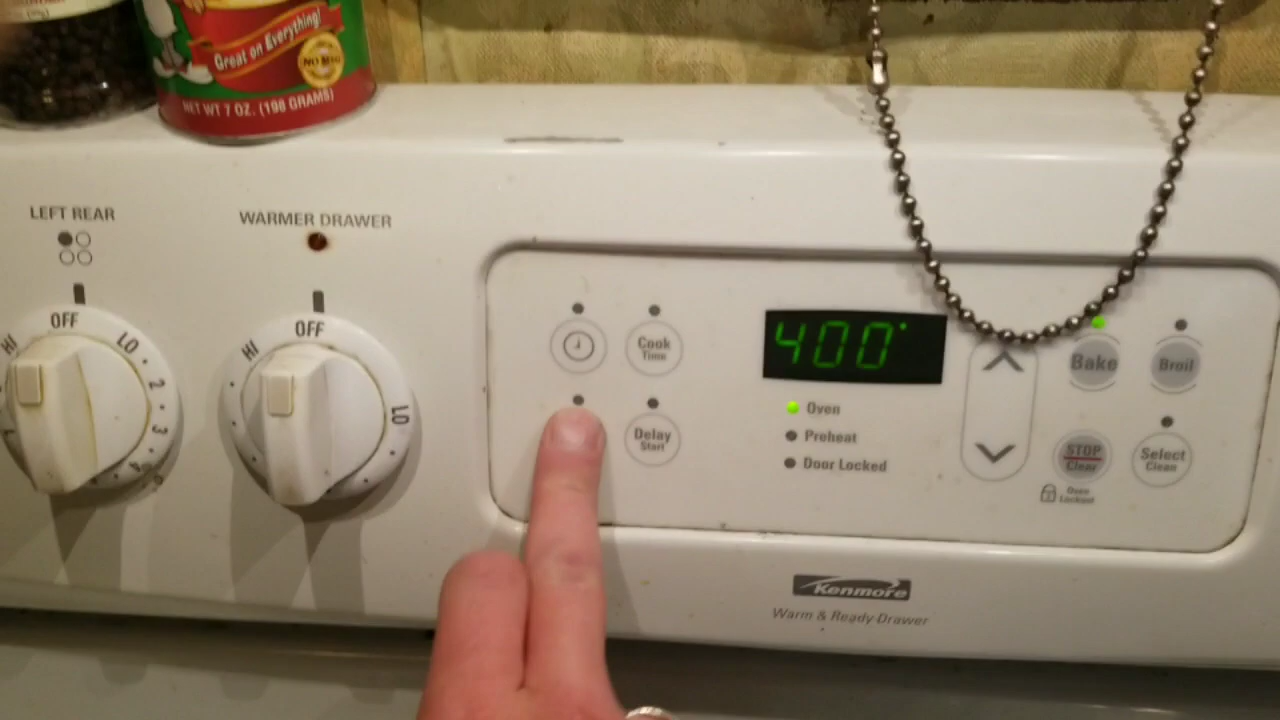 Great on Everything!
NO MSG
NET WT 7 OZ. (198 GRAMS)
LEFT REAR
WARMER DRAWER
OFF
HI
LO
2
3
4
OFF
HI
LO
Cook
Time
Delay
Start
400°
Oven
Preheat
Door Locked
Bake
Broil
STOP
Clear
Select
Clean
Oven
Lockout
Kenmore
Warm & Ready Drawer